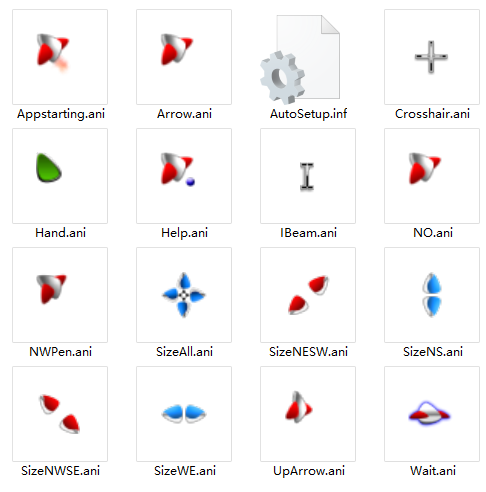 Appstarting.ani
Arrow.ani
AutoSetup.inf
Crosshair.ani
Hand.ani
Help.ani
IBeam.ani
NO.ani
NWPen.ani
SizeAll.ani
SizeNESW.ani
SizeNS.ani
SizeNWSE.ani
SizeWE.ani
UpArrow.ani
Wait.ani